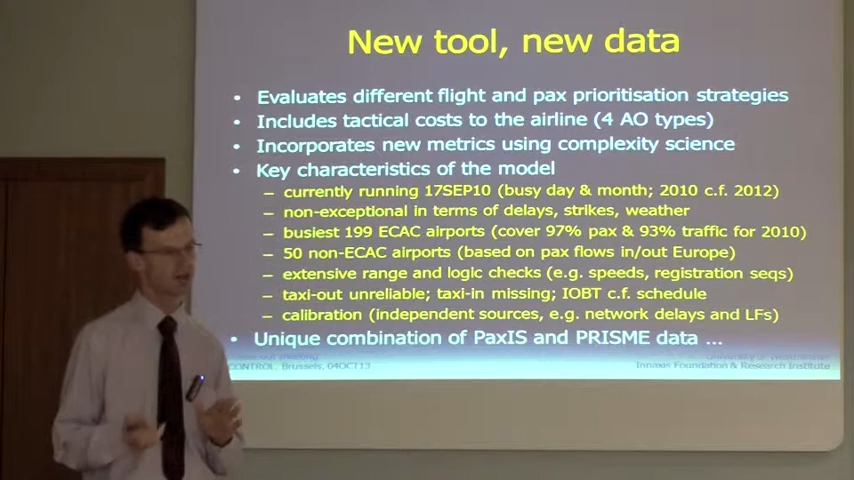 New tool, new data
• Evaluates different flight and pax prioritisation strategies
• Includes tactical costs to the airline (4 AO types)
• Incorporates new metrics using complexity science
• Key characteristics of the model
– currently running 17SEP10 (busy day & month; 2010 c.f. 2012)
– non-exceptional in terms of delays, strikes, weather
– busiest 199 ECAC airports (cover 97% pax & 93% traffic for 2010)
– 50 non-ECAC airports (based on pax flows in/out Europe)
– extensive range and logic checks (e.g. speeds, registration seqs)
– taxi-out unreliable; taxi-in missing; IOBT c.f. schedule
– calibration (independent sources, e.g. network delays and LFs)
• Unique combination of PaxIS and PRISME data ...
University of Westminster
CONTROL, Brussels, 04OCT13
Innaxis Foundation & Research Institute